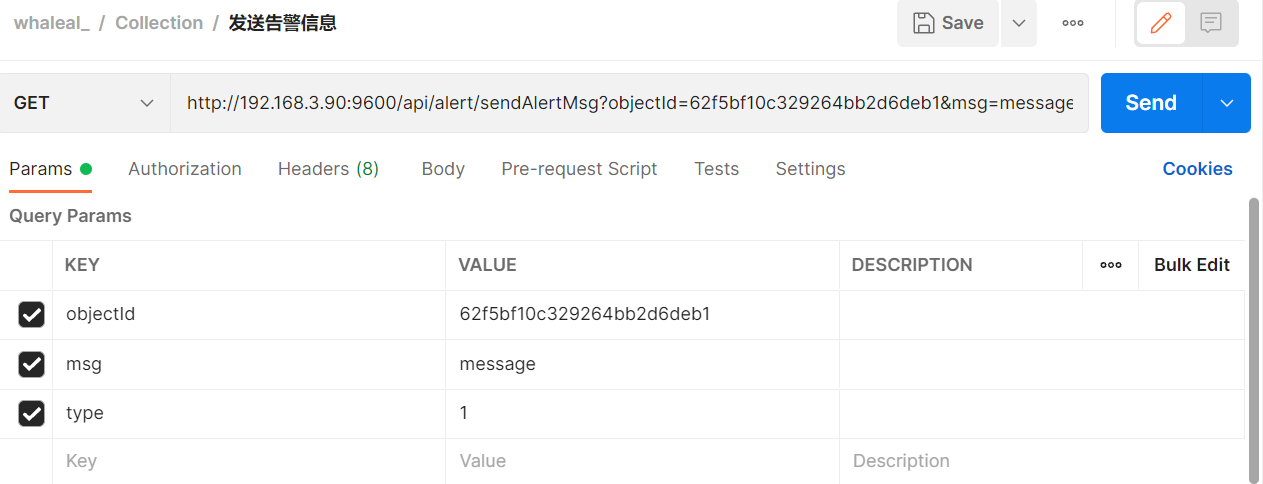 whaleal_ / Collection / 发送告警信息
Save
GET
http://192.168.3.90:9600/api/alert/sendAlertMsg?objectId=62f5bf10c329264bb2d6deb1&msg=message
Send
Params Authorization Headers (8) Body Pre-request Script Tests Settings Cookies
Query Params
KEY VALUE DESCRIPTION Bulk Edit
objectId 62f5bf10c329264bb2d6deb1
msg message
type 1
Key Value Description